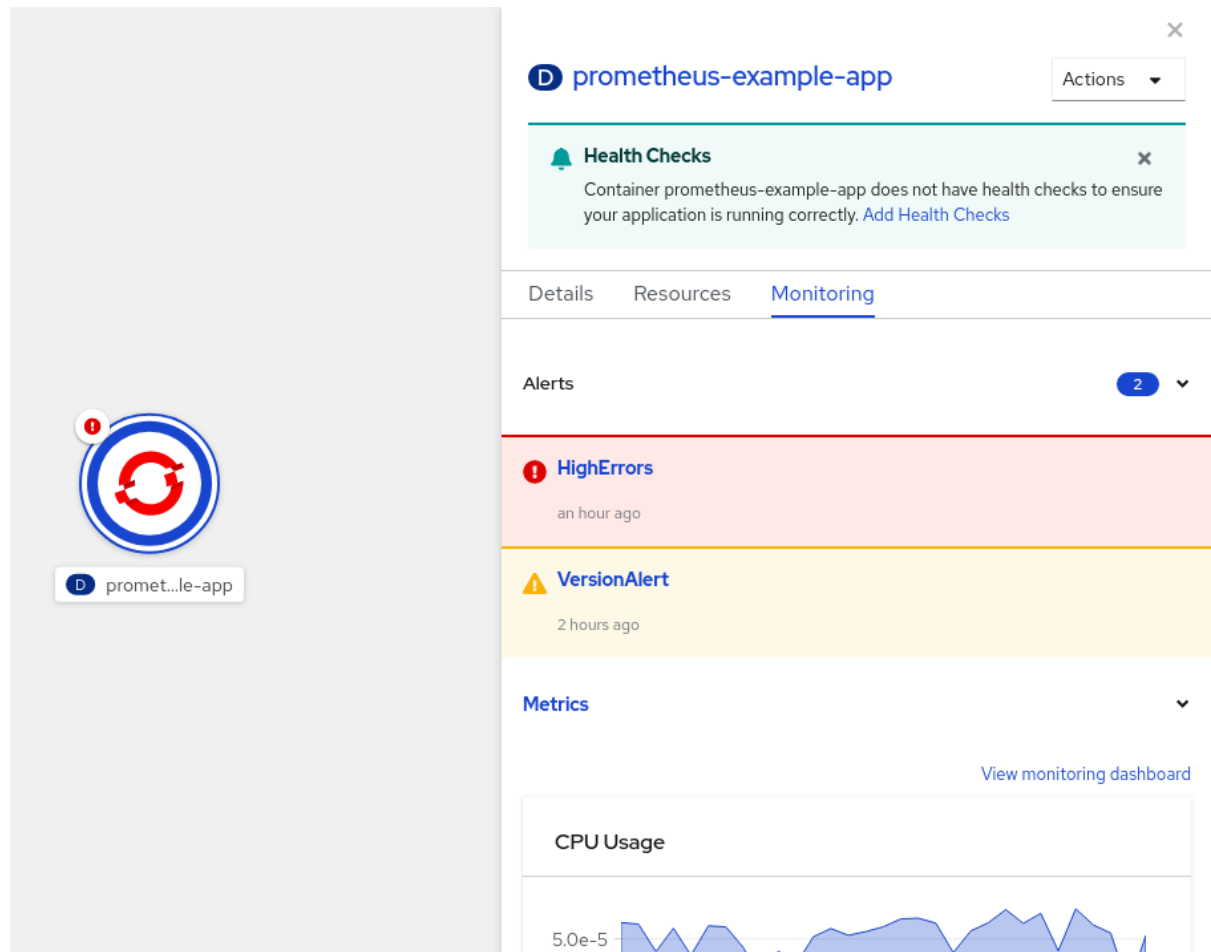 D prometheus-example-app
Actions
Health Checks
Container prometheus-example-app does not have health checks to ensure
your application is running correctly. Add Health Checks
Details Resources Monitoring
Alerts
2
HighErrors
an hour ago
D promet...le-app
VersionAlert
2 hours ago
Metrics
View monitoring dashboard
CPU Usage
5.0e-5